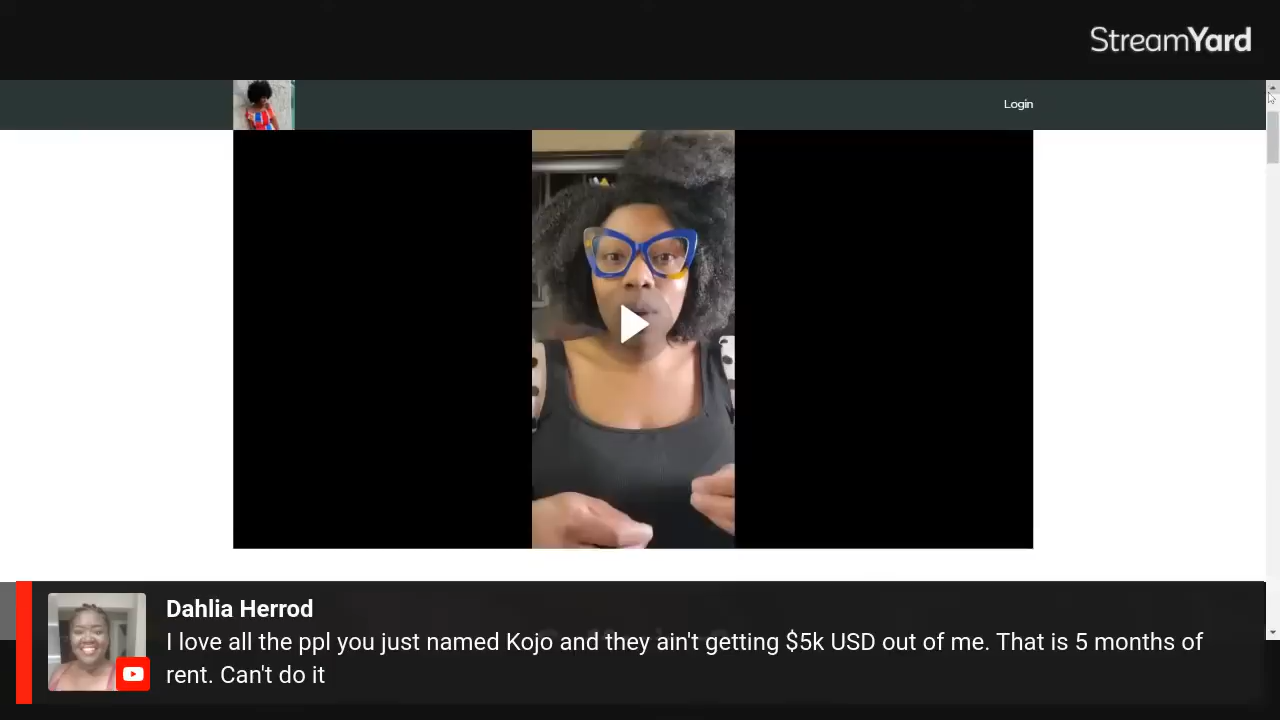 StreamYard
Login
Dahlia Herrod
I love all the ppl you just named Kojo and they ain't getting $5k USD out of me. That is 5 months of
rent. Can't do it